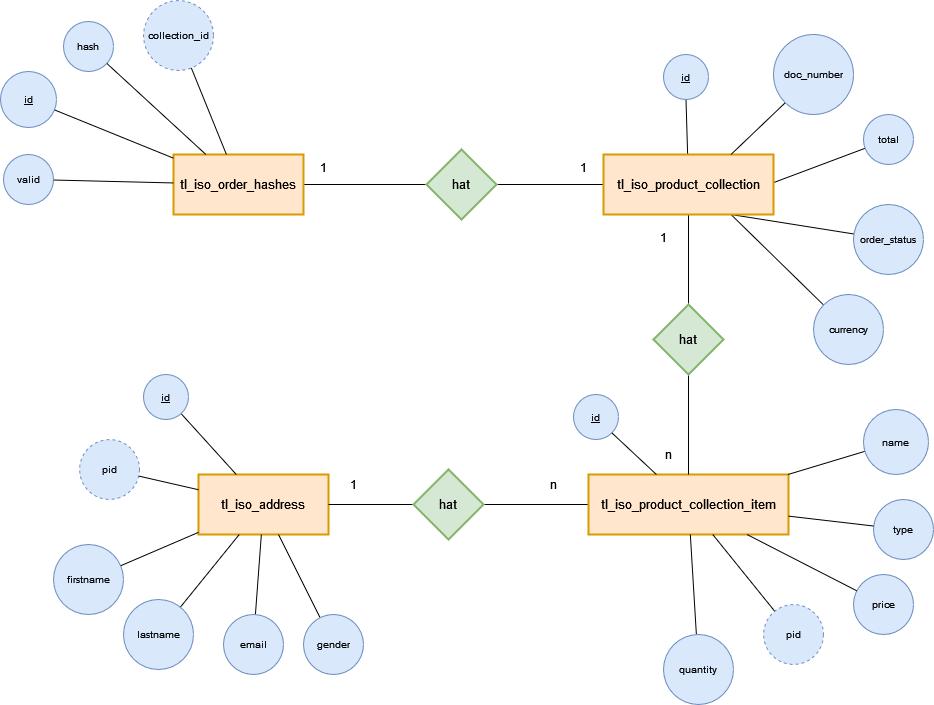 collection_id
hash
id
valid
tl_iso_order_hashes
1
hat
1
tl_iso_product_collection
id
doc_number
total
order_status
currency
1
hat
n
id
pid
tl_iso_address
1
hat
n
firstname
lastname
email
gender
id
tl_iso_product_collection_item
name
type
price
pid
quantity